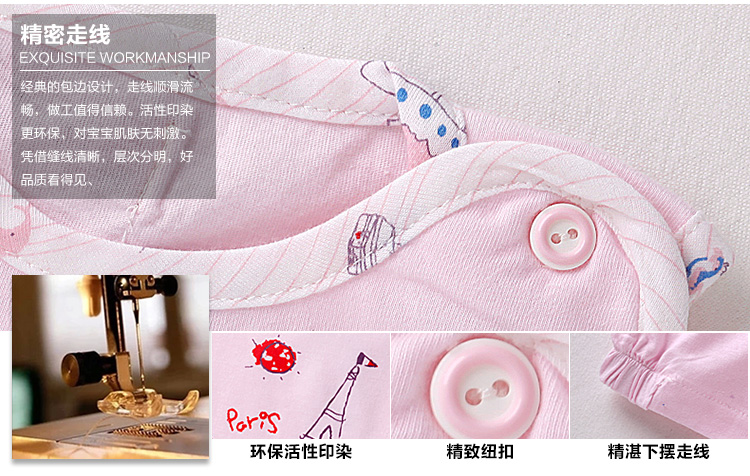 精密走线
EXQUISITE WORKMANSHIP
经典的包边设计，走线顺滑流
畅，做工值得信赖。活性印染
更环保，对宝宝肌肤无刺激。
凭借缝线清晰，层次分明，好
品质看得见、
Paris
环保活性印染
精致纽扣
精湛下摆走线